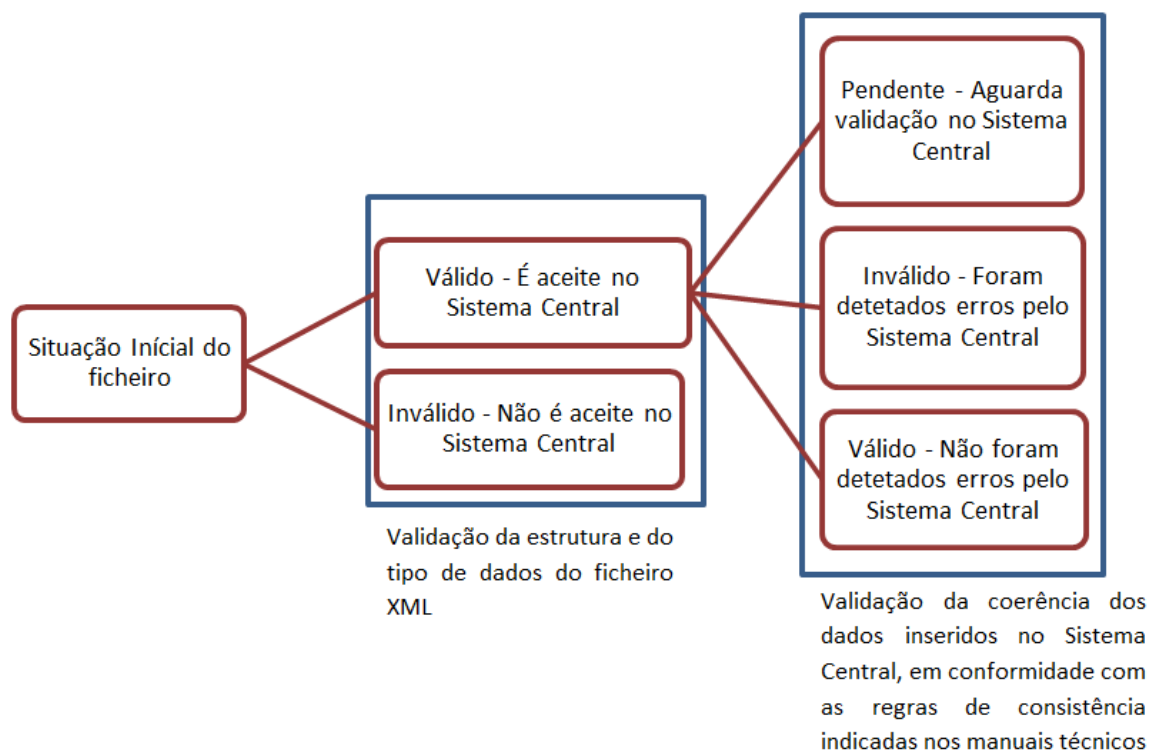 Situação Inícial do
ficheiro
Válido - É aceite no
Sistema Central
Inválido - Não é aceite no
Sistema Central
Validação da estrutura e do
tipo de dados do ficheiro
XML
Pendente - Aguarda
validação no Sistema
Central
Inválido - Foram
detetados erros pelo
Sistema Central
Válido - Não foram
detetados erros pelo
Sistema Central
Validação da coerência dos
dados inseridos no Sistema
Central, em conformidade com
as regras de consistência
indicadas nos manuais técnicos